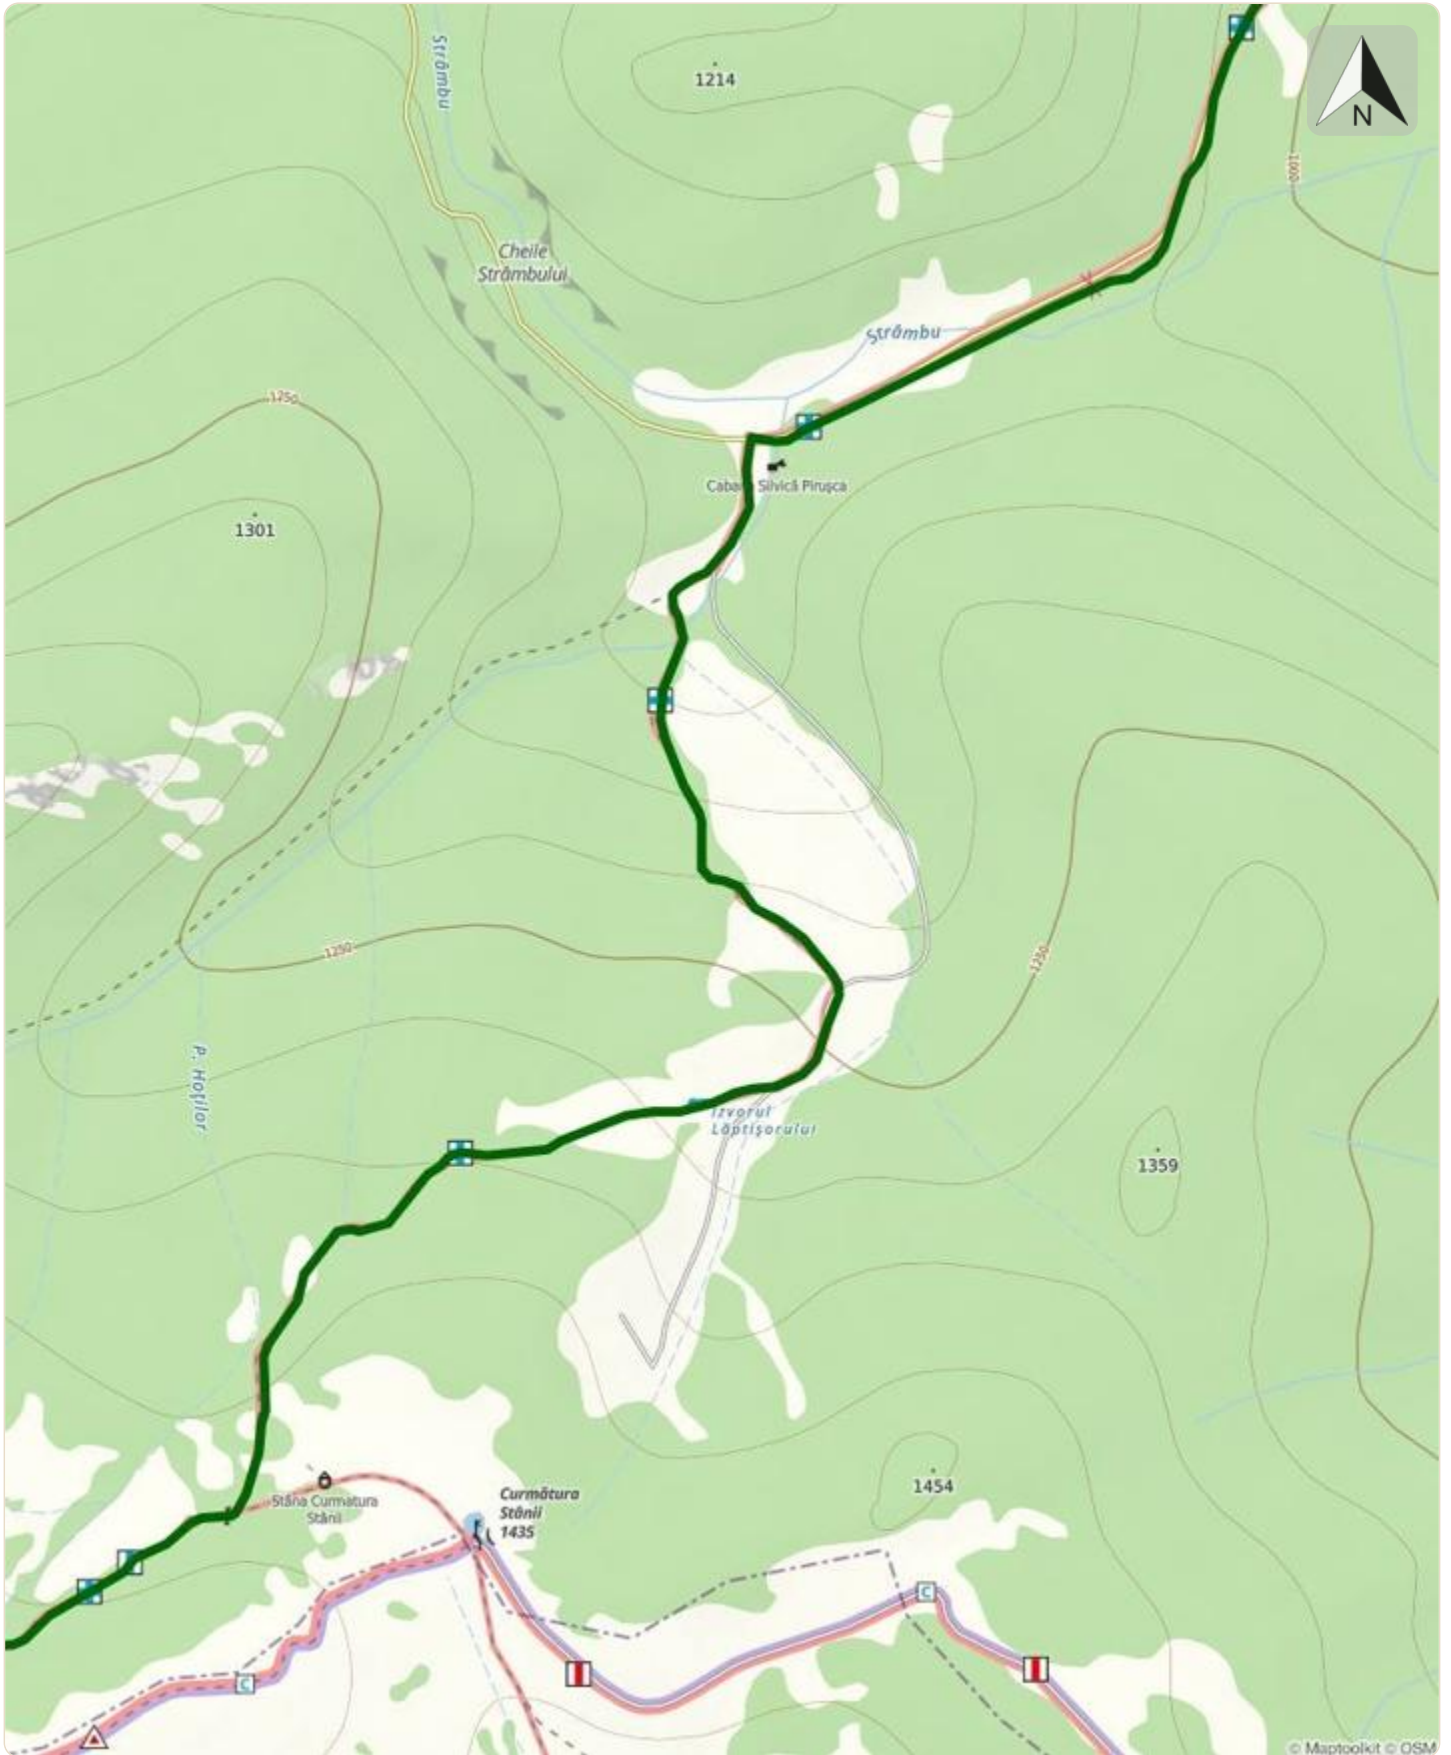 Strâmbu
1214
N
1000
Cheile
Strâmbului
Strâmbu
1250
Silvică Pirușca
1301
1250
1250
P. Hoților
Izvorul
Lăptișorului
1359
1454
Stâna Curmatura
Stânii
Curmătura
Stânii
1435
C
C
© Maptoolkit © OSM